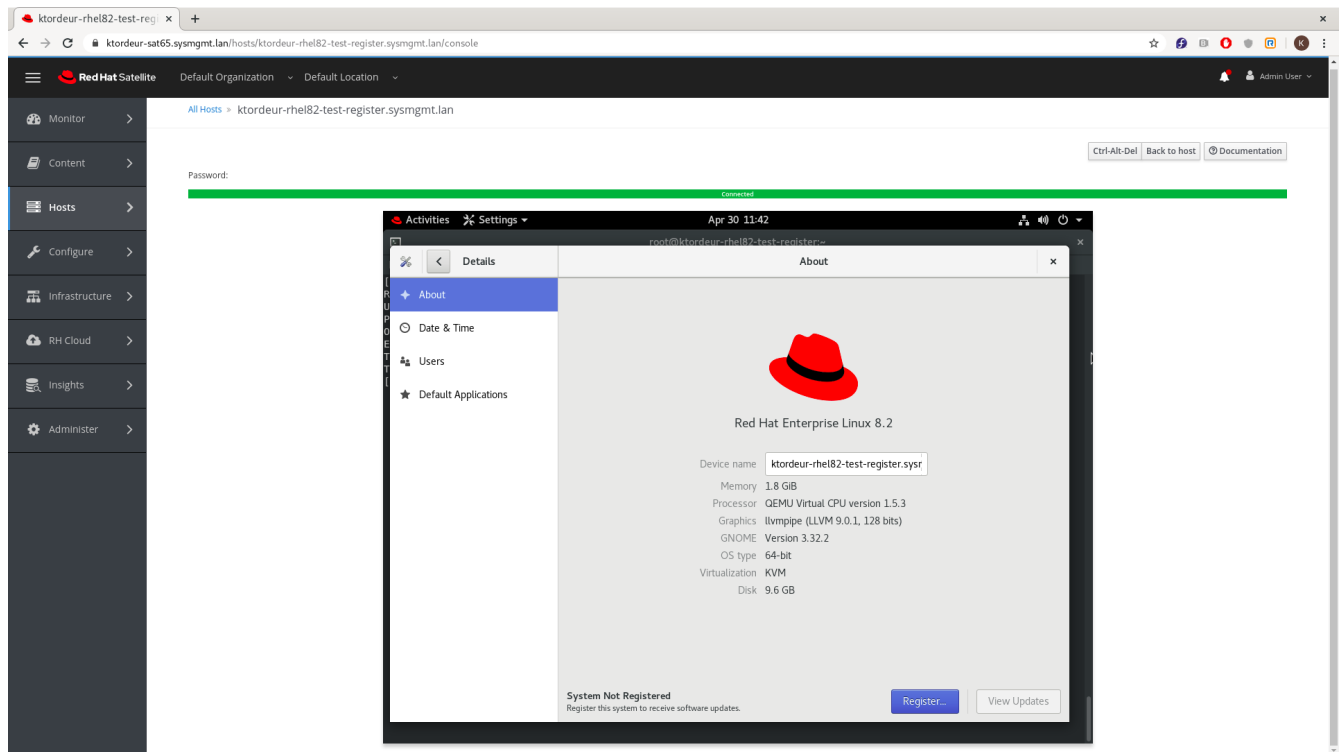 ktordeur-rhel82-test-regi
ktordeur-sat65.sysmgmt.lan/hosts/ktordeur-rhel82-test-register.sysmgmt.lan/console
K
Red Hat Satellite
Default Organization
Default Location
Admin User
All Hosts » ktordeur-rhel82-test-register.sysmgmt.lan
Monitor
Content
Hosts
Configure
Infrastructure
RH Cloud
Insights
Administer
Ctrl-Alt-Del
Back to host
Documentation
Password:
Connected
Activities
Settings
Apr 30 11:42
root@ktordeur-rhel82-test-register:~
Details
About
About
Date & Time
Users
Default Applications
Red Hat Enterprise Linux 8.2
Device name ktordeur-rhel82-test-register.sysr
Memory 1.8 GiB
Processor QEMU Virtual CPU version 1.5.3
Graphics llvmpipe (LLVM 9.0.1, 128 bits)
GNOME Version 3.32.2
OS type 64-bit
Virtualization KVM
Disk 9.6 GB
System Not Registered
Register this system to receive software updates.
Register...
View Updates